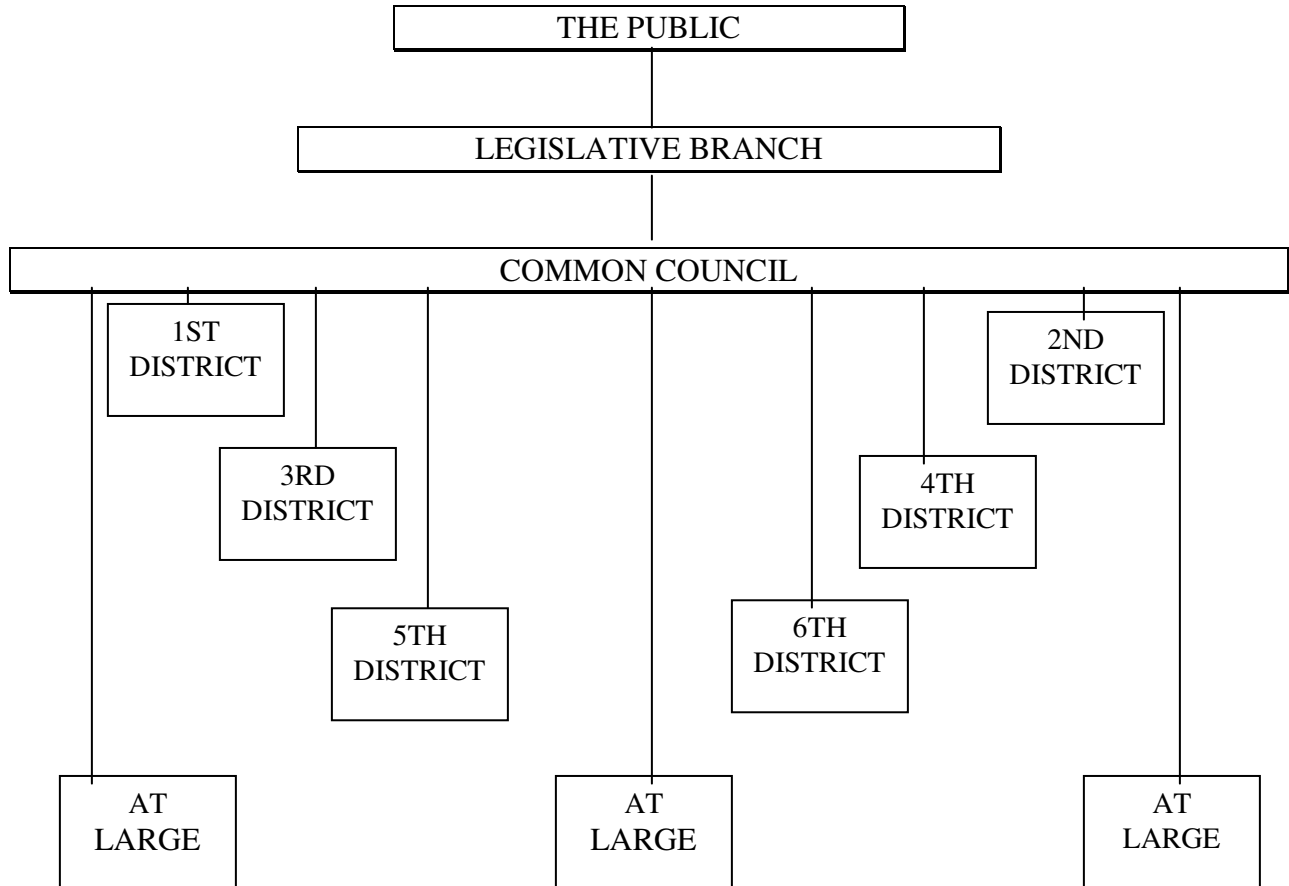 THE PUBLIC
LEGISLATIVE BRANCH
COMMON COUNCIL
1ST
DISTRICT
2ND
DISTRICT
3RD
DISTRICT
4TH
DISTRICT
5TH
DISTRICT
6TH
DISTRICT
AT
LARGE
AT
LARGE
AT
LARGE